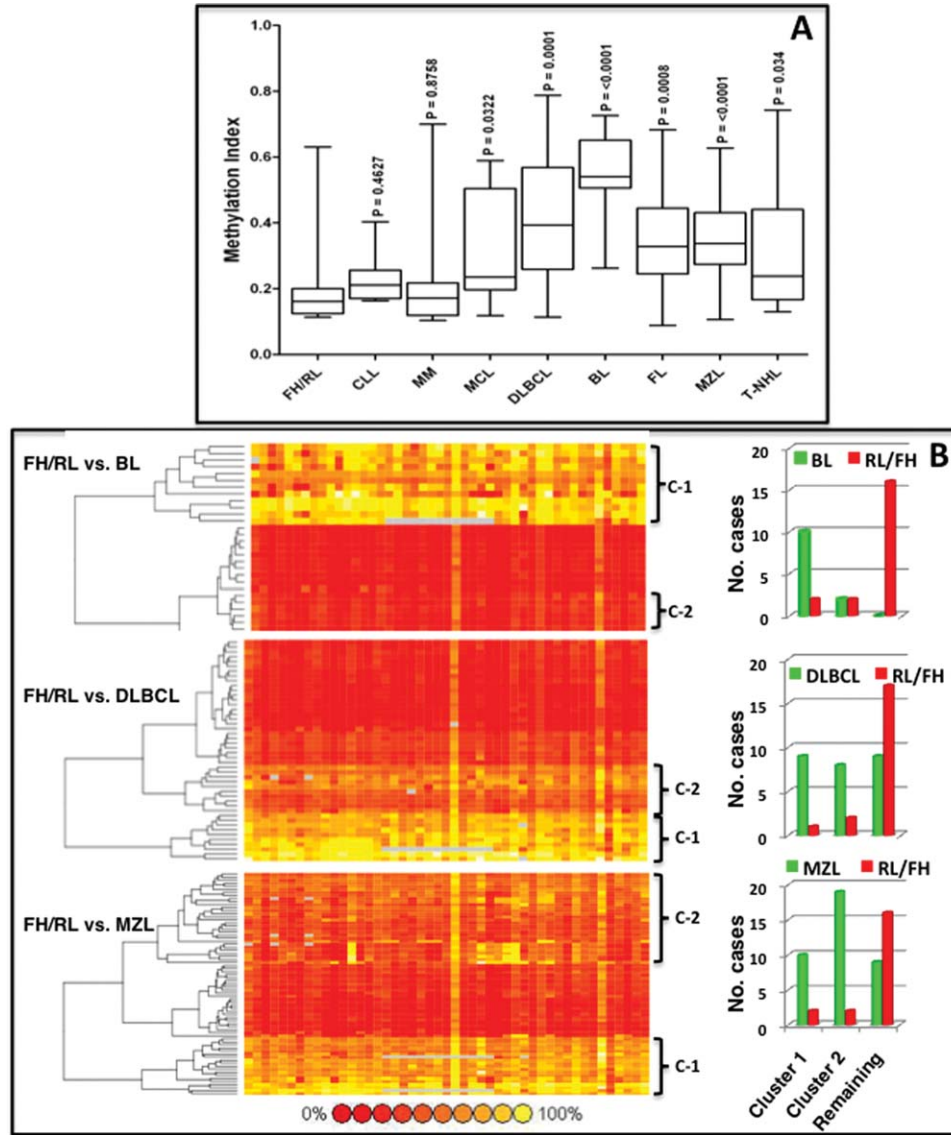 A
Methylation Index
1.0
0.8
0.6
0.4
0.2
0.0
P = 0.4627
P = 0.8758
P = 0.0322
P = 0.0001
P = <0.0001
P = 0.0008
P = <0.0001
P = 0.034
FH/RL
CLL
MM
MCL
DLBCL
BL
FL
MZL
T-NHL
B
FH/RL vs. BL
C-1
C-2
BL RL/FH
No. cases
20
15
10
5
0
FH/RL vs. DLBCL
C-2
C-1
DLBCL RL/FH
No. cases
20
15
10
5
0
FH/RL vs. MZL
C-2
C-1
MZL RL/FH
No. cases
20
15
10
5
0
Cluster 1
Cluster 2
Remaining
0% 100%